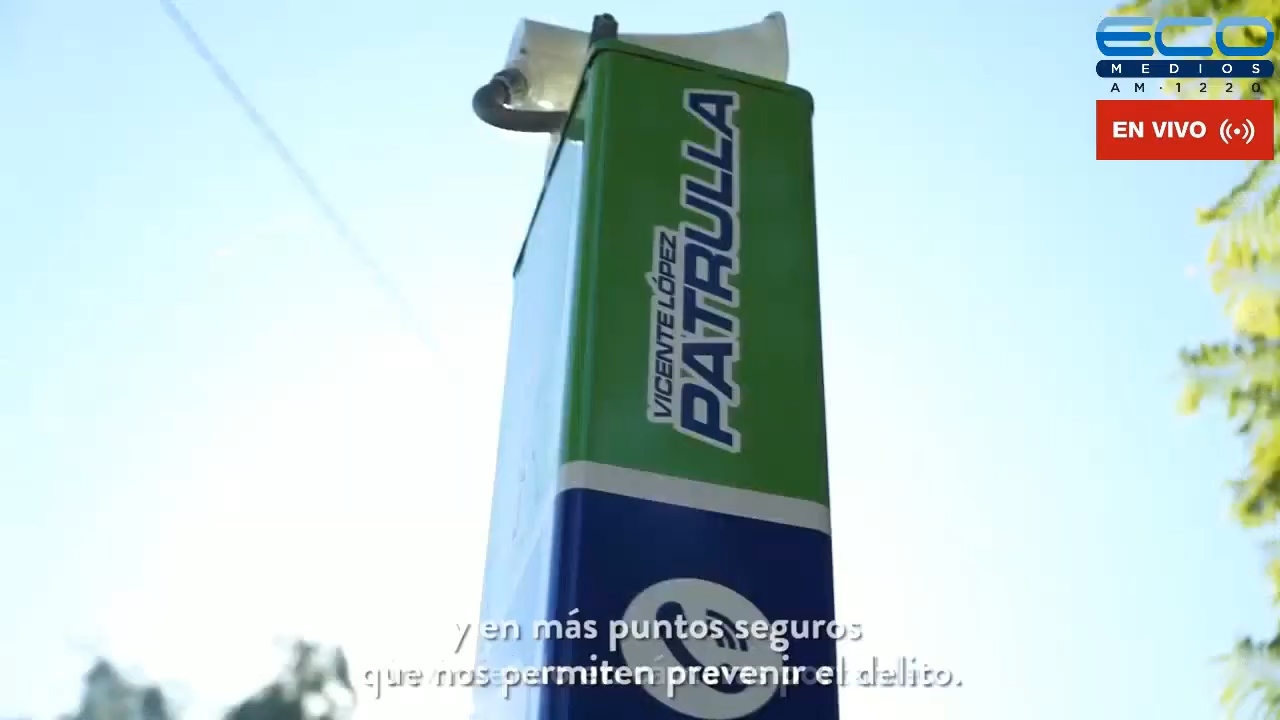 ECO
MEDIOS
AM·1220
EN VIVO
VICENTE LÓPEZ
PATRULLA
y en más puntos seguros
que nos permiten prevenir el delito.